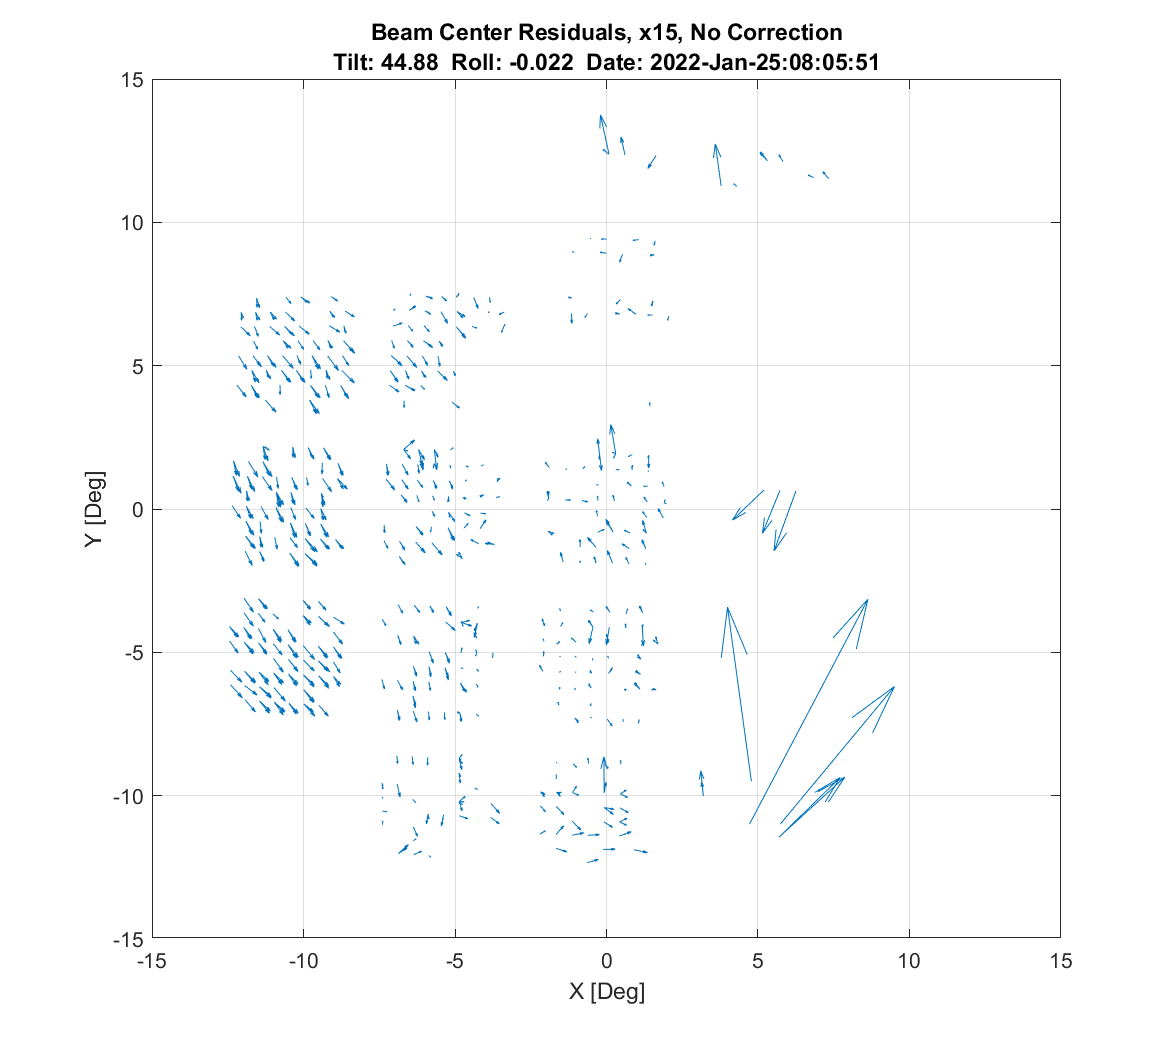 Beam Center Residuals, x15, No Correction
Tilt: 44.88  Roll: -0.022  Date: 2022-Jan-25:08:05:51
15
10
5
0
-5
-10
-15
Y [Deg]
-15 -10 -5 0 5 10 15
X [Deg]